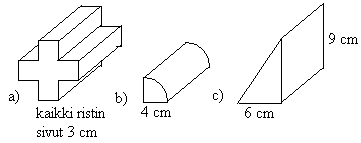 9 cm
a)
b)
c)
kaikki ristin
sivut 3 cm
4 cm
6 cm